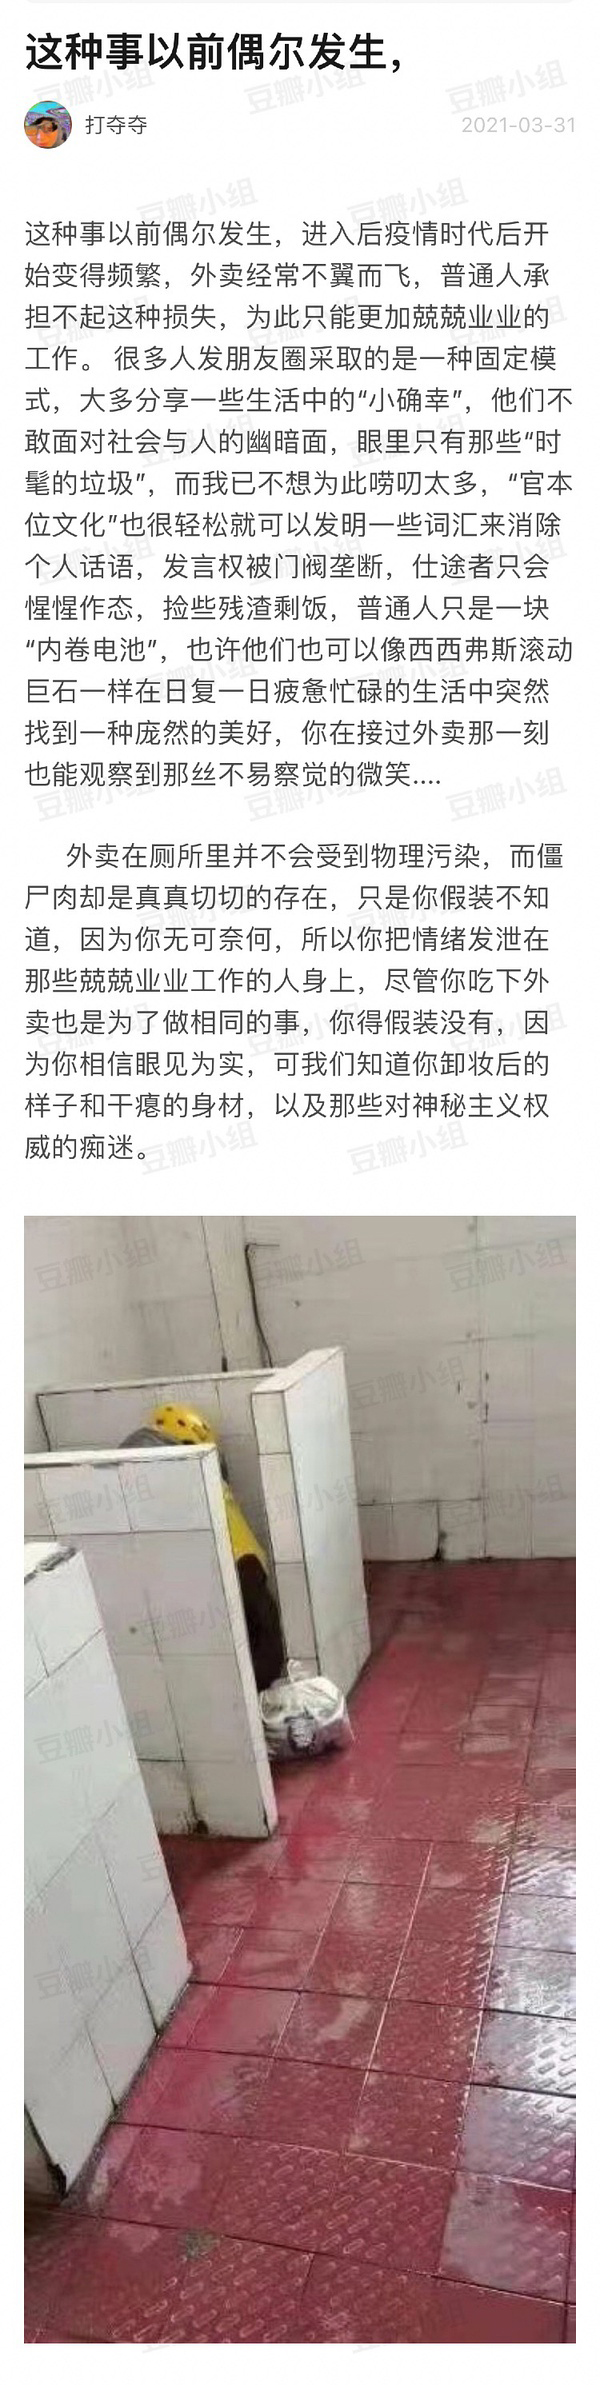 这种事以前偶尔发生，
打夺夺
2021-03-31
这种事以前偶尔发生，进入后疫情时代后开
始变得频繁，外卖经常不翼而飞，普通人承
担不起这种损失，为此只能更加兢兢业业的
工作。 很多人发朋友圈采取的是一种固定模
式，大多分享一些生活中的“小确幸”，他们不
敢面对社会与人的幽暗面，眼里只有那些“时
髦的垃圾”，而我已不想为此唠叨太多，“官本
位文化”也很轻松就可以发明一些词汇来消除
个人话语，发言权被门阀垄断，仕途者只会
惺惺作态，捡些残渣剩饭，普通人只是一块
“内卷电池”，也许他们也可以像西西弗斯滚动
巨石一样在日复一日疲惫忙碌的生活中突然
找到一种庞然的美好，你在接过外卖那一刻
也能观察到那丝不易察觉的微笑....
外卖在厕所里并不会受到物理污染，而僵
尸肉却是真真切切的存在，只是你假装不知
道，因为你无可奈何，所以你把情绪发泄在
那些兢兢业业工作的人身上，尽管你吃下外
卖也是为了做相同的事，你得假装没有，因
为你相信眼见为实，可我们知道你卸妆后的
样子和干瘪的身材，以及那些对神秘主义权
威的痴迷。
豆瓣小组